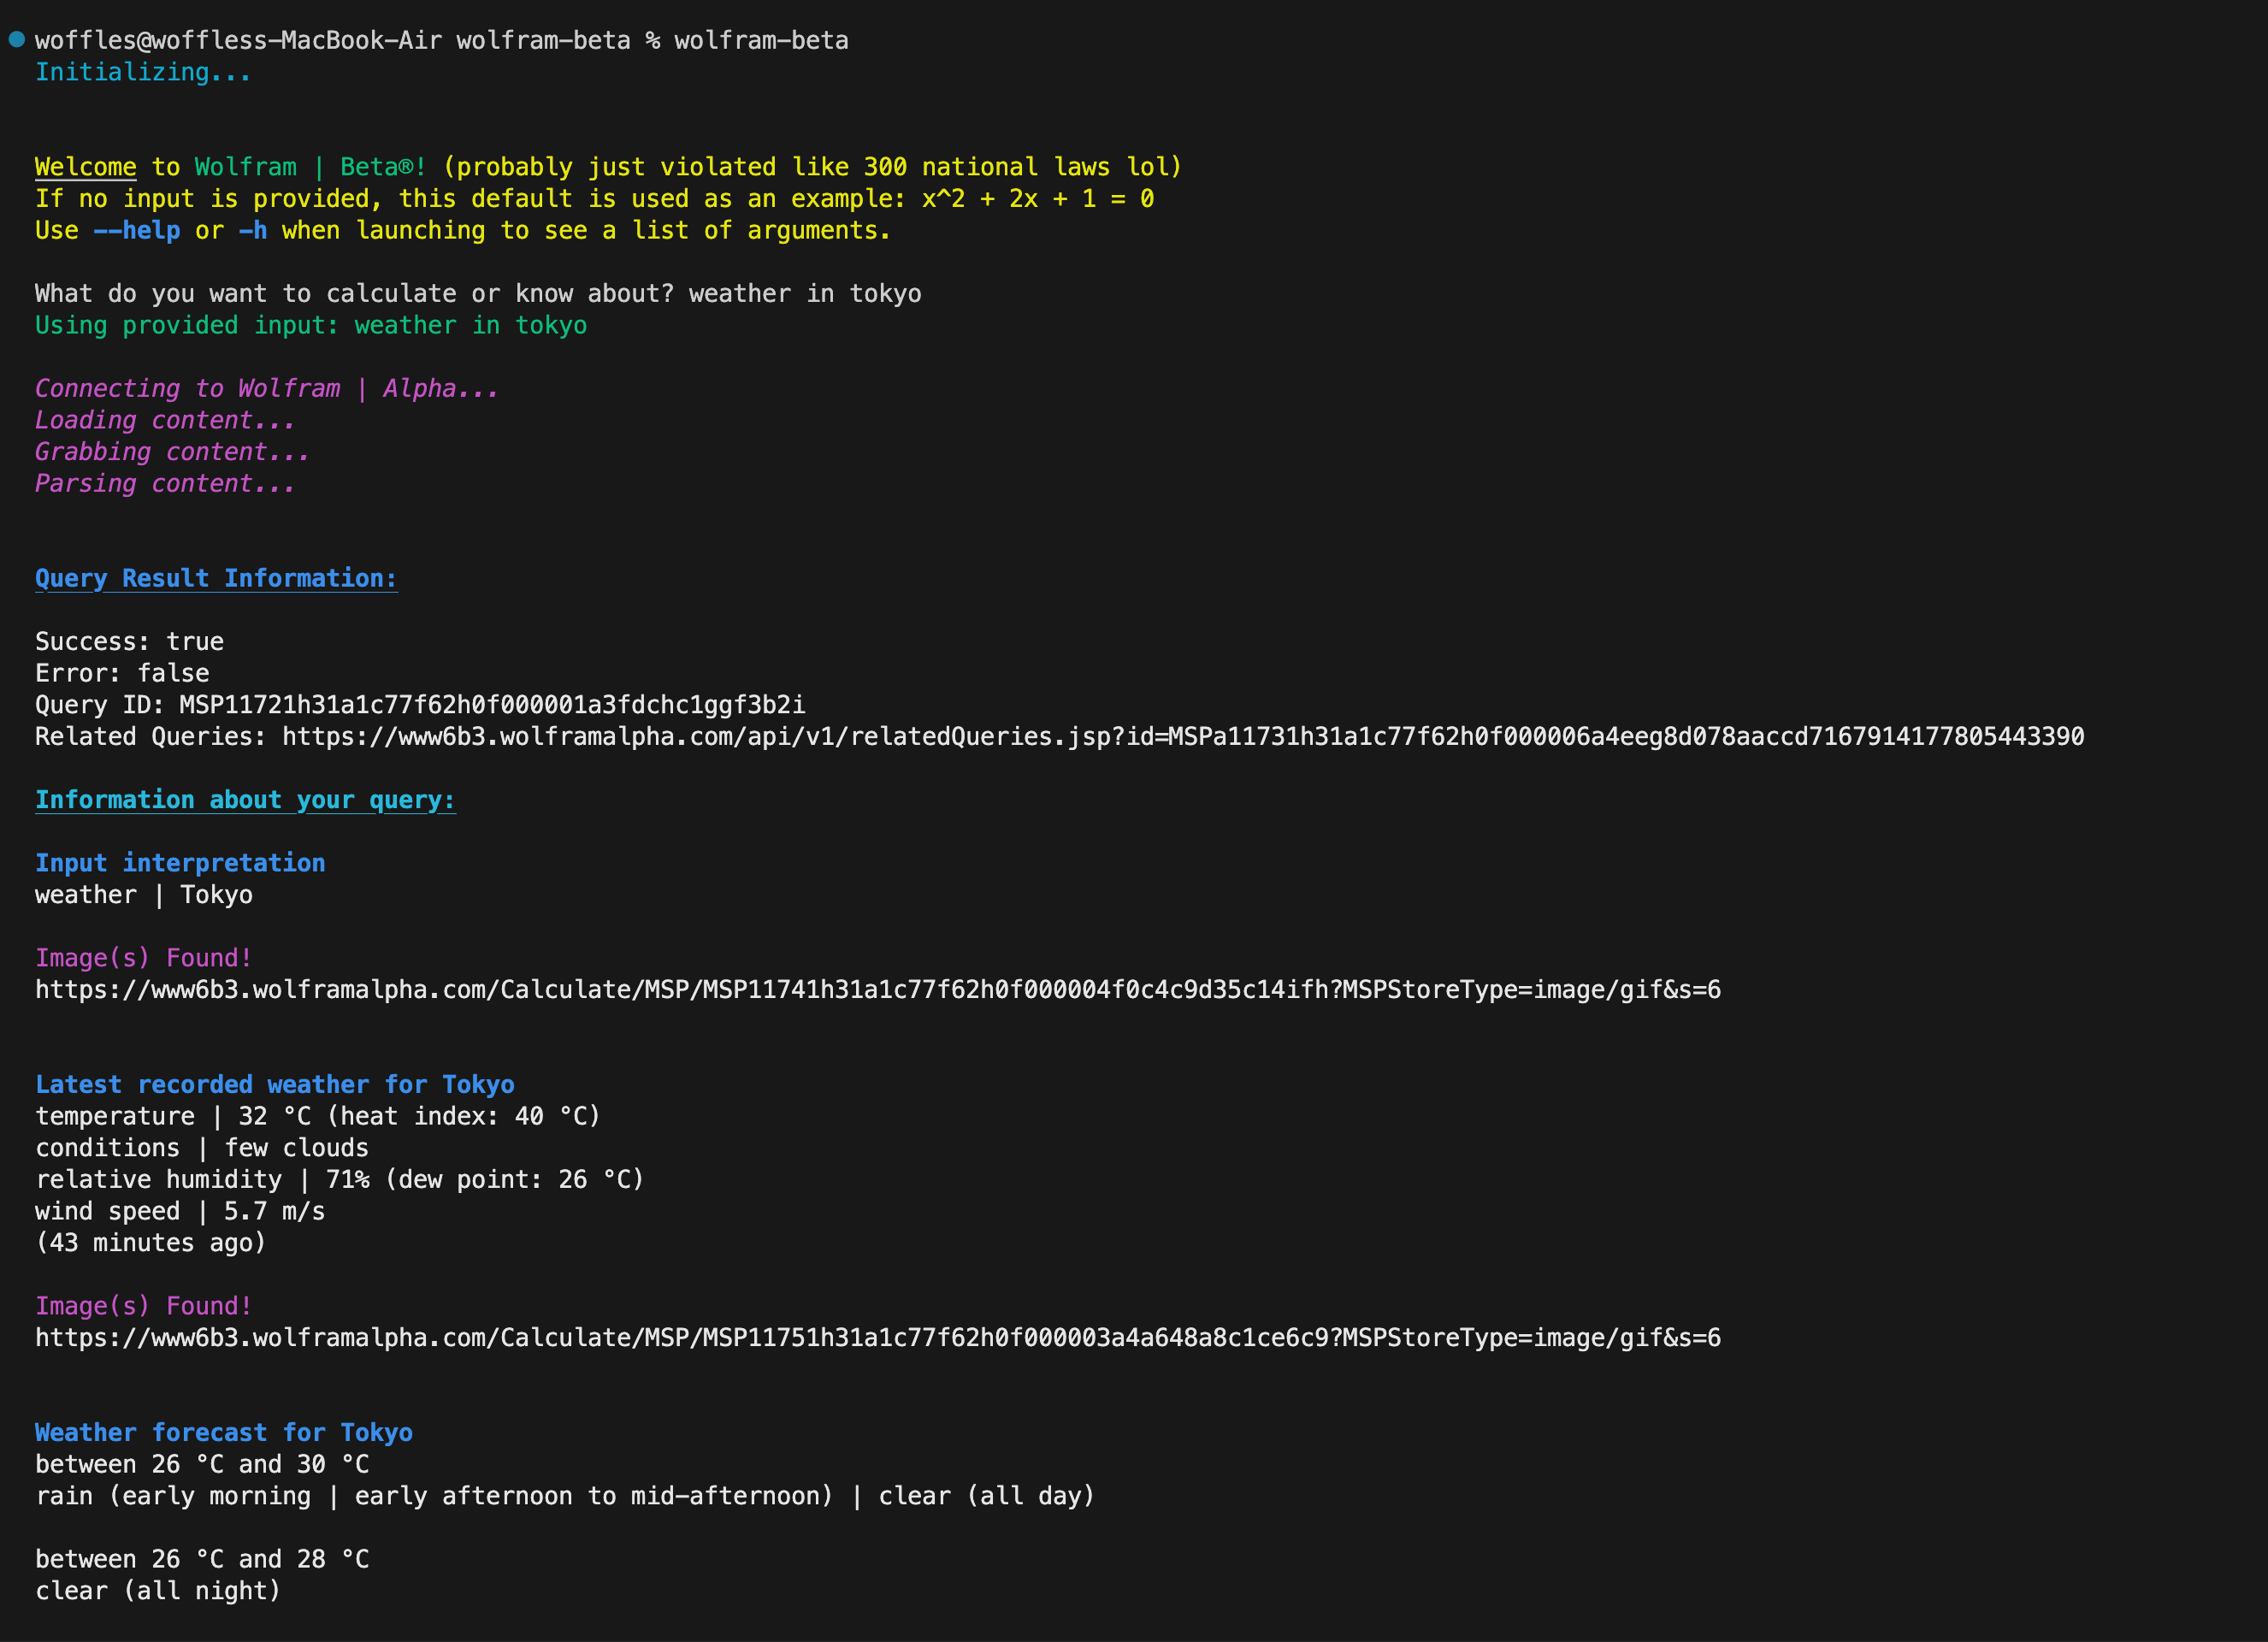 woffles@woffless-MacBook-Air wolfram-beta % wolfram-beta
Initializing...
Welcome to Wolfram | Beta®! (probably just violated like 300 national laws lol)
If no input is provided, this default is used as an example: x^2 + 2x + 1 = 0
Use --help or -h when launching to see a list of arguments.
What do you want to calculate or know about? weather in tokyo
Using provided input: weather in tokyo
Connecting to Wolfram | Alpha...
Loading content...
Grabbing content...
Parsing content...
Query Result Information:
Success: true
Error: false
Query ID: MSP11721h31a1c77f62h0f000001a3fdchc1ggf3b2i
Related Queries: https://www6b3.wolframalpha.com/api/v1/relatedQueries.jsp?id=MSPa11731h31a1c77f62h0f000006a4eeg8d078aaccd7167914177805443390
Information about your query:
Input interpretation
weather | Tokyo
Image(s) Found!
https://www6b3.wolframalpha.com/Calculate/MSP/MSP11741h31a1c77f62h0f000004f0c4c9d35c14ifh?MSPStoreType=image/gif&s=6
Latest recorded weather for Tokyo
temperature | 32 °C (heat index: 40 °C)
conditions | few clouds
relative humidity | 71% (dew point: 26 °C)
wind speed | 5.7 m/s
(43 minutes ago)
Image(s) Found!
https://www6b3.wolframalpha.com/Calculate/MSP/MSP11751h31a1c77f62h0f000003a4a648a8c1ce6c9?MSPStoreType=image/gif&s=6
Weather forecast for Tokyo
between 26 °C and 30 °C
rain (early morning | early afternoon to mid-afternoon) | clear (all day)
between 26 °C and 28 °C
clear (all night)